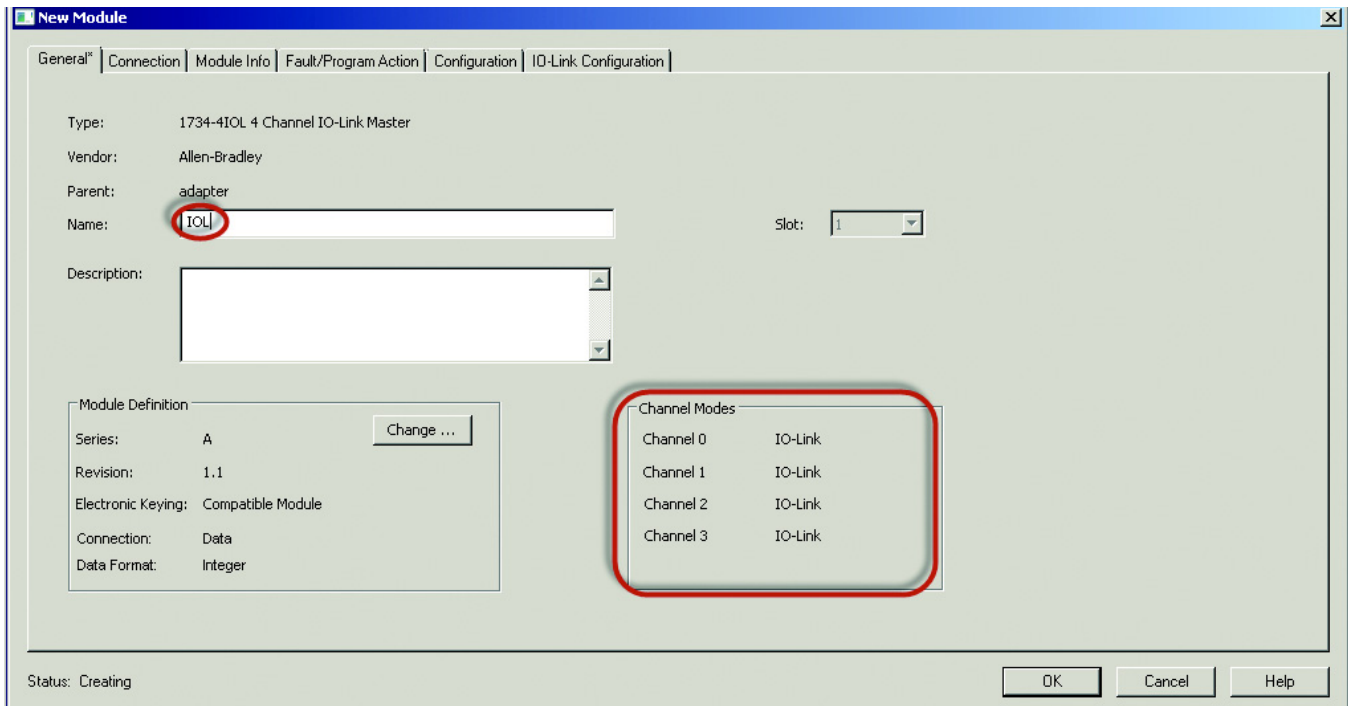 New Module
General* Connection Module Info Fault/Program Action Configuration IO-Link Configuration
Type: 1734-4IOL 4 Channel IO-Link Master
Vendor: Allen-Bradley
Parent: adapter
Name: IOL
Slot: 1
Description:
Module Definition
Change ...
Series: A
Revision: 1.1
Electronic Keying: Compatible Module
Connection: Data
Data Format: Integer
Channel Modes
Channel 0 IO-Link
Channel 1 IO-Link
Channel 2 IO-Link
Channel 3 IO-Link
Status: Creating
OK Cancel Help